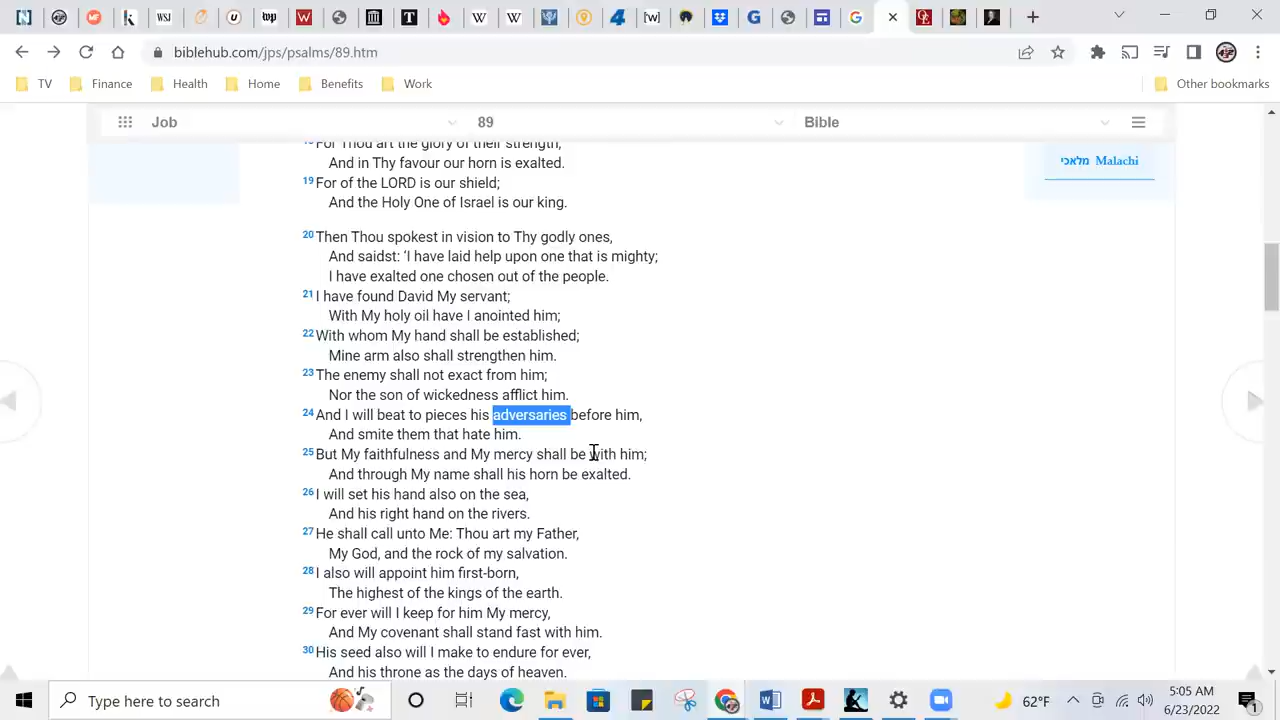 biblehub.com/jps/psalms/89.htm
TV Finance Health Home Benefits Work Other bookmarks
Job 89 Bible
18 For Thou art the glory of their strength;
And in Thy favour our horn is exalted.
מלאכי Malachi
19 For of the LORD is our shield;
And the Holy One of Israel is our king.
20 Then Thou spokest in vision to Thy godly ones,
And saidst: ‘I have laid help upon one that is mighty;
I have exalted one chosen out of the people.
21 I have found David My servant;
With My holy oil have I anointed him;
22 With whom My hand shall be established;
Mine arm also shall strengthen him.
23 The enemy shall not exact from him;
Nor the son of wickedness afflict him.
24 And I will beat to pieces his adversaries before him,
And smite them that hate him.
25 But My faithfulness and My mercy shall be with him;
And through My name shall his horn be exalted.
26 I will set his hand also on the sea,
And his right hand on the rivers.
27 He shall call unto Me: Thou art my Father,
My God, and the rock of my salvation.
28 I also will appoint him first-born,
The highest of the kings of the earth.
29 For ever will I keep for him My mercy,
And My covenant shall stand fast with him.
30 His seed also will I make to endure for ever,
And his throne as the days of heaven.
Type here to search
62°F
5:05 AM
6/23/2022